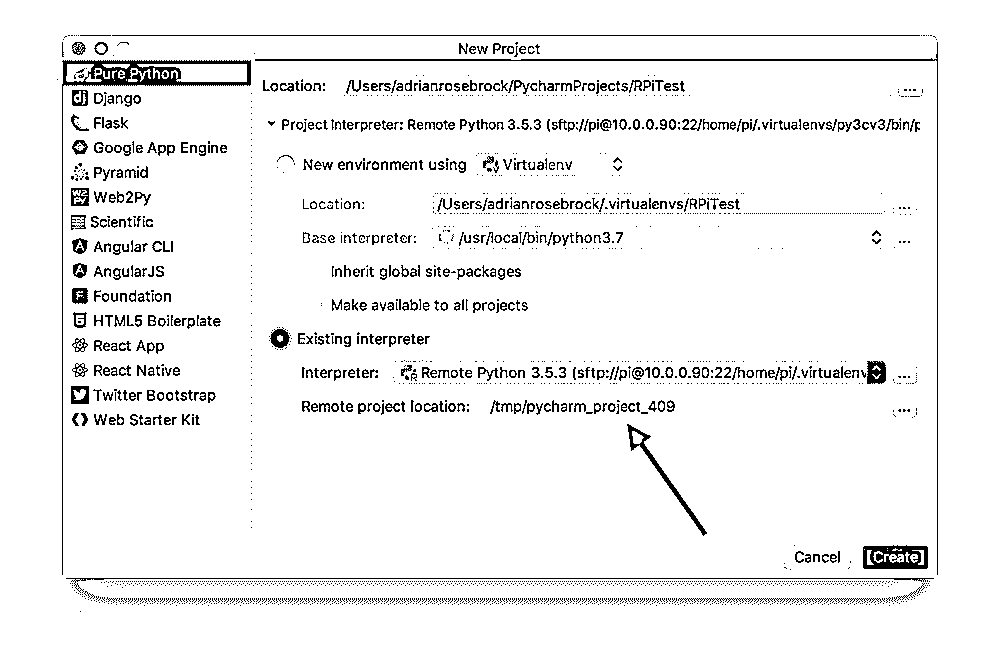 New Project
Pure Python
Django
Flask
Google App Engine
Pyramid
Web2Py
Scientific
Angular CLI
AngularJS
Foundation
HTML5 Boilerplate
React App
React Native
Twitter Bootstrap
Web Starter Kit
Location: /Users/adrianrosebrock/PycharmProjects/RPiTest ...
Project Interpreter: Remote Python 3.5.3 (sftp://pi@10.0.0.90:22/home/pi/.virtualenvs/py3cv3/bin/p
New environment using Virtualenv
Location: /Users/adrianrosebrock/.virtualenvs/RPiTest ...
Base interpreter: /usr/local/bin/python3.7 ...
Inherit global site-packages
Make available to all projects
Existing interpreter
Interpreter: Remote Python 3.5.3 (sftp://pi@10.0.0.90:22/home/pi/.virtualenv ...
Remote project location: /tmp/pycharm_project_409 ...
Cancel Create